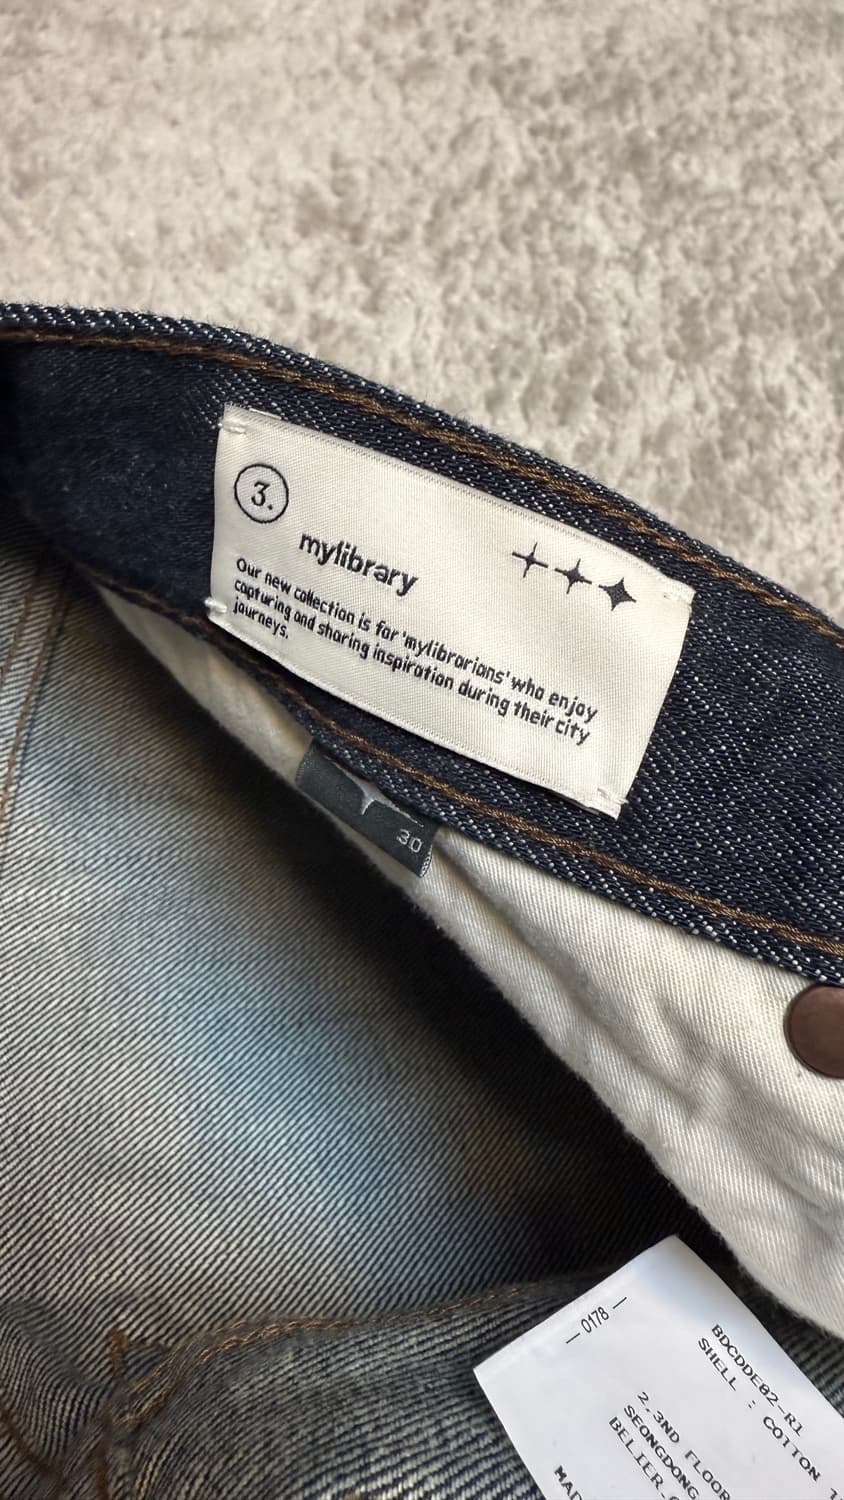 3.
mylibrary
Our new collection is for 'mylibrarians' who enjoy
capturing and sharing inspiration during their city
journeys.
30
— 0178 —
BDCDDE02-R1
SHELL : COTTON
2,3ND FLOOR
SEONGDONG
BELIER